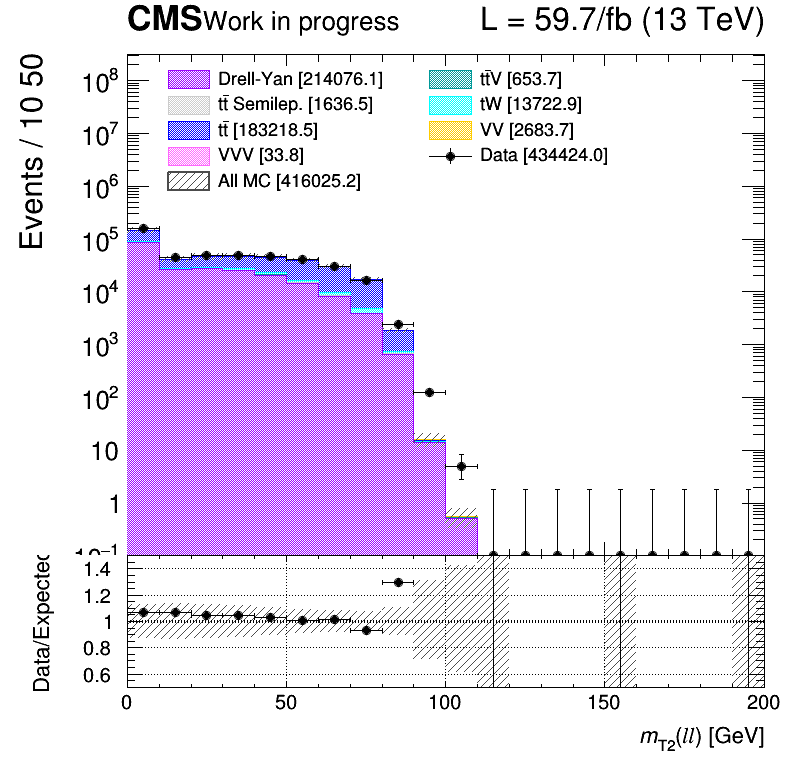 CMS Work in progress L = 59.7/fb (13 TeV)
Events / 10 50
10⁸
10⁷
10⁶
10⁵
10⁴
10³
10²
10
1
10⁻¹
Drell-Yan [214076.1]
tt̄ Semilep. [1636.5]
tt̄ [183218.5]
VVV [33.8]
All MC [416025.2]
tt̄V [653.7]
tW [13722.9]
VV [2683.7]
Data [434424.0]
Data/Expected
1.4
1.2
1
0.8
0.6
0 50 100 150 200
m_T2(ll) [GeV]